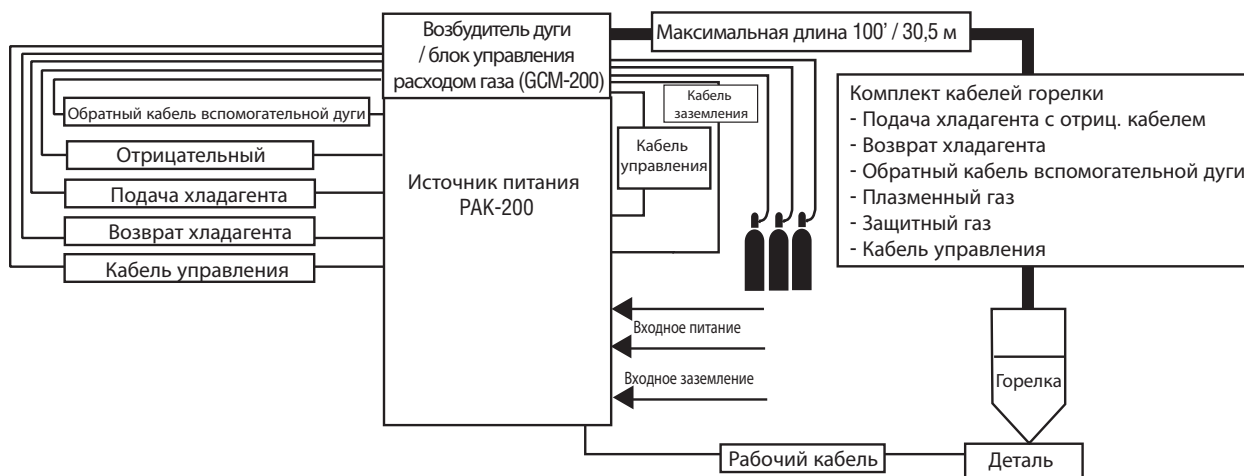 Возбудитель дуги
/ блок управления
расходом газа (GCM-200)
Максимальная длина 100’ / 30,5 м
Обратный кабель вспомогательной дуги
Отрицательный
Подача хладагента
Возврат хладагента
Кабель управления
Источник питания
PAK-200
Кабель
заземления
Кабель
управления
Комплект кабелей горелки
- Подача хладагента с отриц. кабелем
- Возврат хладагента
- Обратный кабель вспомогательной дуги
- Плазменный газ
- Защитный газ
- Кабель управления
Входное питание
Входное заземление
Горелка
Рабочий кабель
Деталь